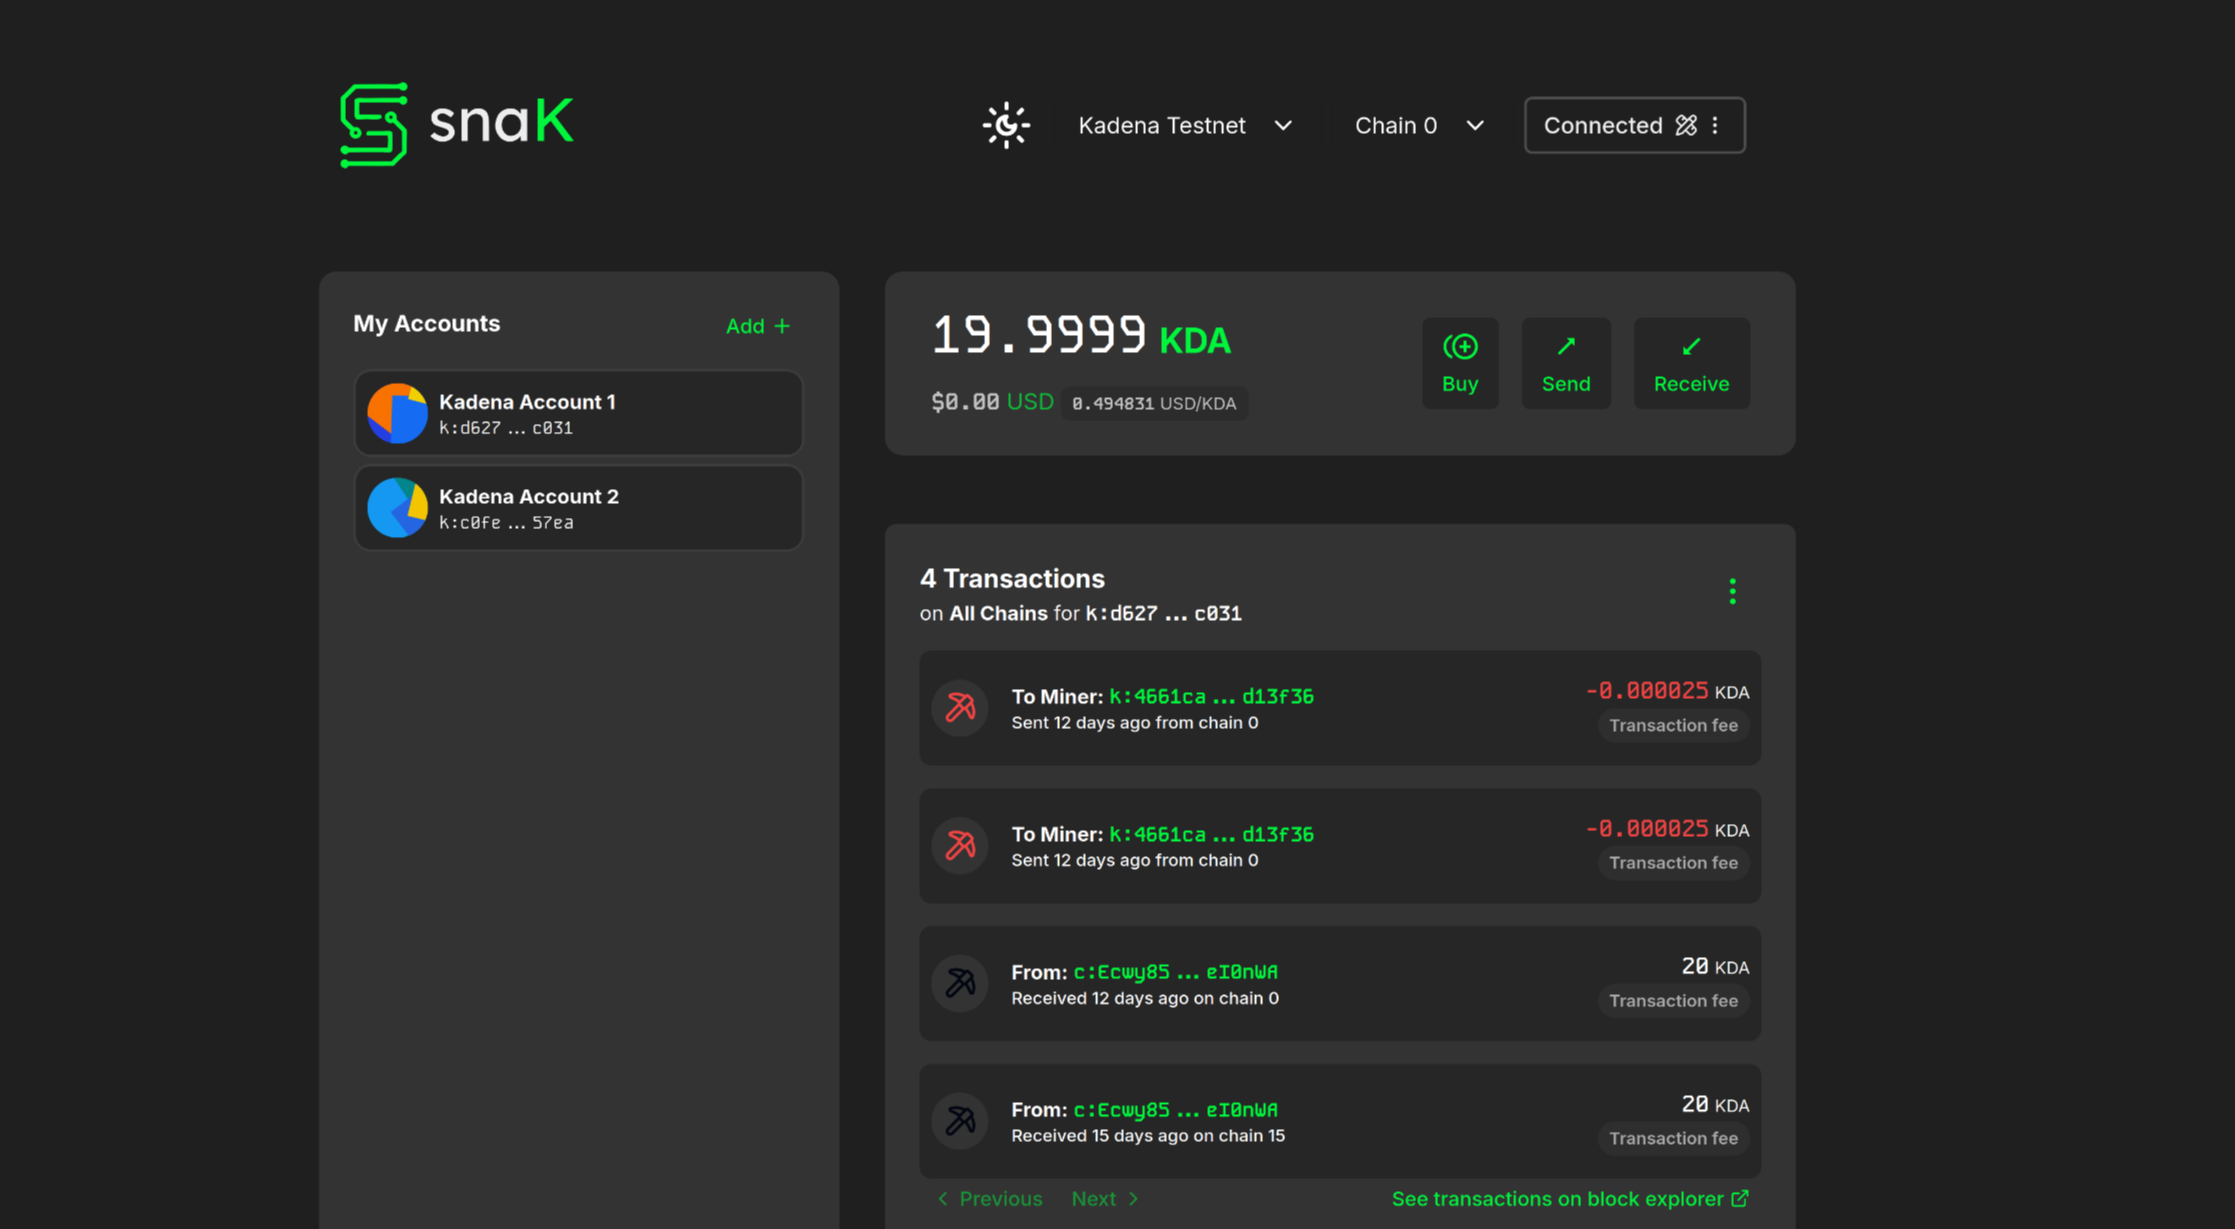 snaK
Kadena Testnet
Chain 0
Connected
My Accounts
Add +
Kadena Account 1
k:d627 ... c031
Kadena Account 2
k:c0fe ... 57ea
19.9999 KDA
$0.00 USD 0.494831 USD/KDA
Buy
Send
Receive
4 Transactions
on All Chains for k:d627 ... c031
To Miner: k:4661ca ... d13f36
Sent 12 days ago from chain 0
-0.000025 KDA
Transaction fee
To Miner: k:4661ca ... d13f36
Sent 12 days ago from chain 0
-0.000025 KDA
Transaction fee
From: c:Ecwy85 ... eI0nWA
Received 12 days ago on chain 0
20 KDA
Transaction fee
From: c:Ecwy85 ... eI0nWA
Received 15 days ago on chain 15
20 KDA
Transaction fee
< Previous
Next >
See transactions on block explorer